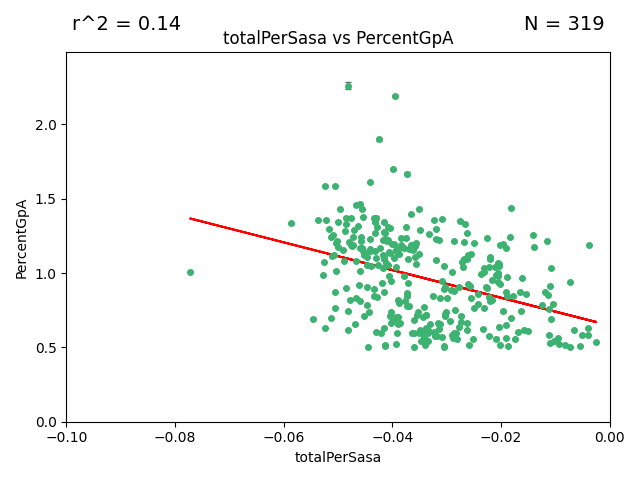 r^2 = 0.14
N = 319
totalPerSasa vs PercentGpA
PercentGpA
2.0
1.5
1.0
0.5
0.0
−0.10
−0.08
−0.06
−0.04
−0.02
0.00
totalPerSasa